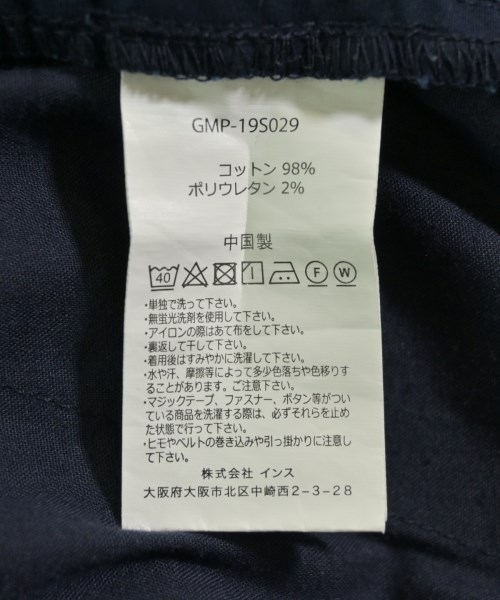 GMP-19S029
コットン 98%
ポリウレタン 2%
中国製
40 F W
・単独で洗って下さい。
・無蛍光洗剤を使用して下さい。
・アイロンの際はあて布をして下さい。
・裏返して干して下さい。
・着用後はすみやかに洗濯して下さい。
・水や汗、摩擦等によって多少色落ちや色移りす
ることがあります。ご注意下さい。
・マジックテープ、ファスナー、ボタン等がつい
ている商品を洗濯する際は、必ずそれらを止め
た状態で行って下さい。
・ヒモやベルトの巻き込みや引っ掛かりに注意し
て下さい。
株式会社 インス
大阪府大阪市北区中崎西2-3-28